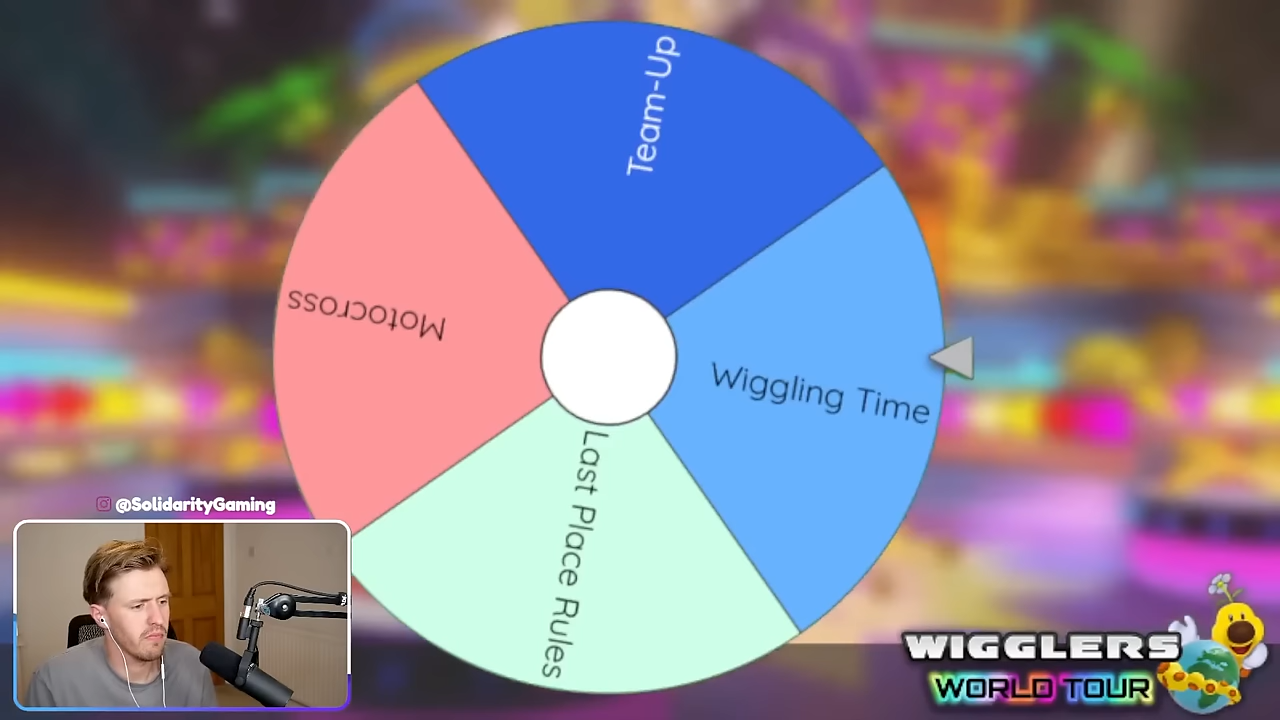 Team-Up
Motocross
Wiggling Time
Last Place Rules
@SolidarityGaming
WIGGLERS
WORLD TOUR